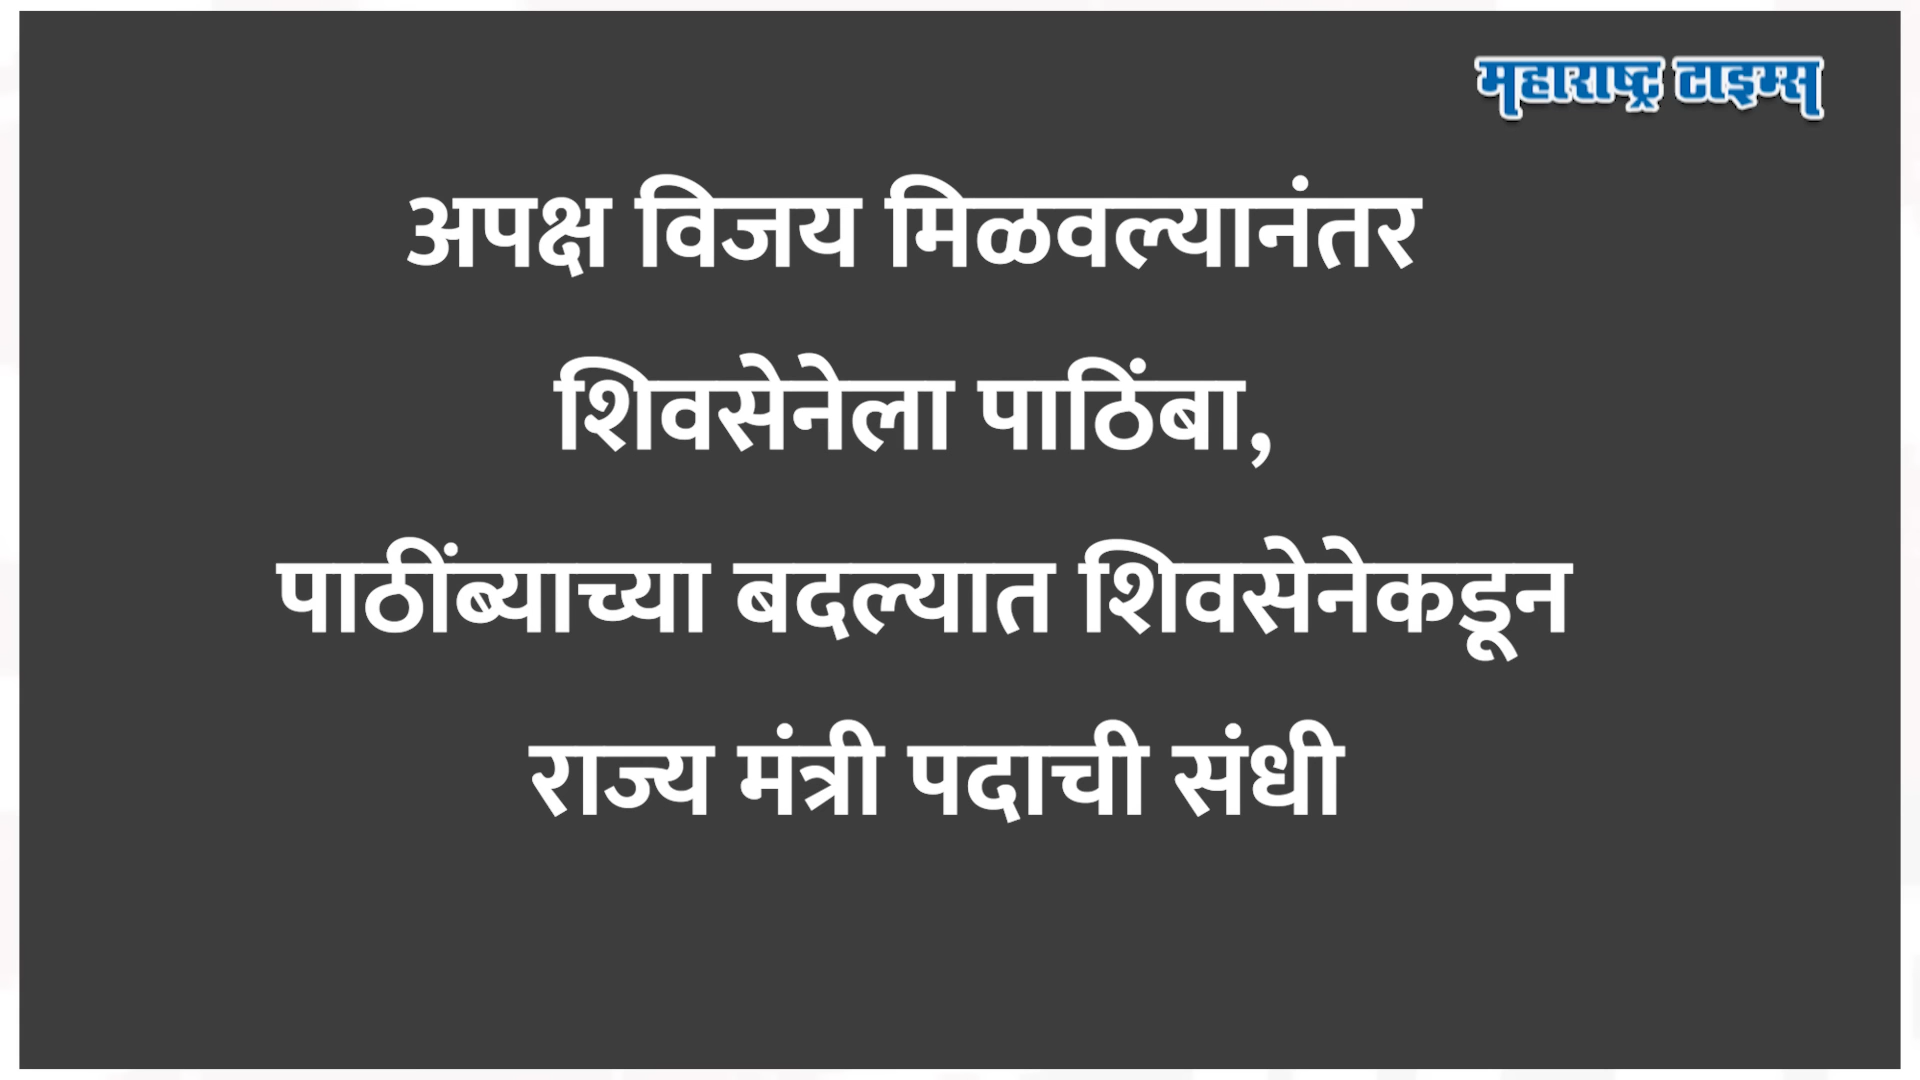 महाराष्ट्र टाइम्स
अपक्ष विजय मिळवल्यानंतर
शिवसेनेला पाठिंबा,
पाठींब्याच्या बदल्यात शिवसेनेकडून
राज्य मंत्री पदाची संधी